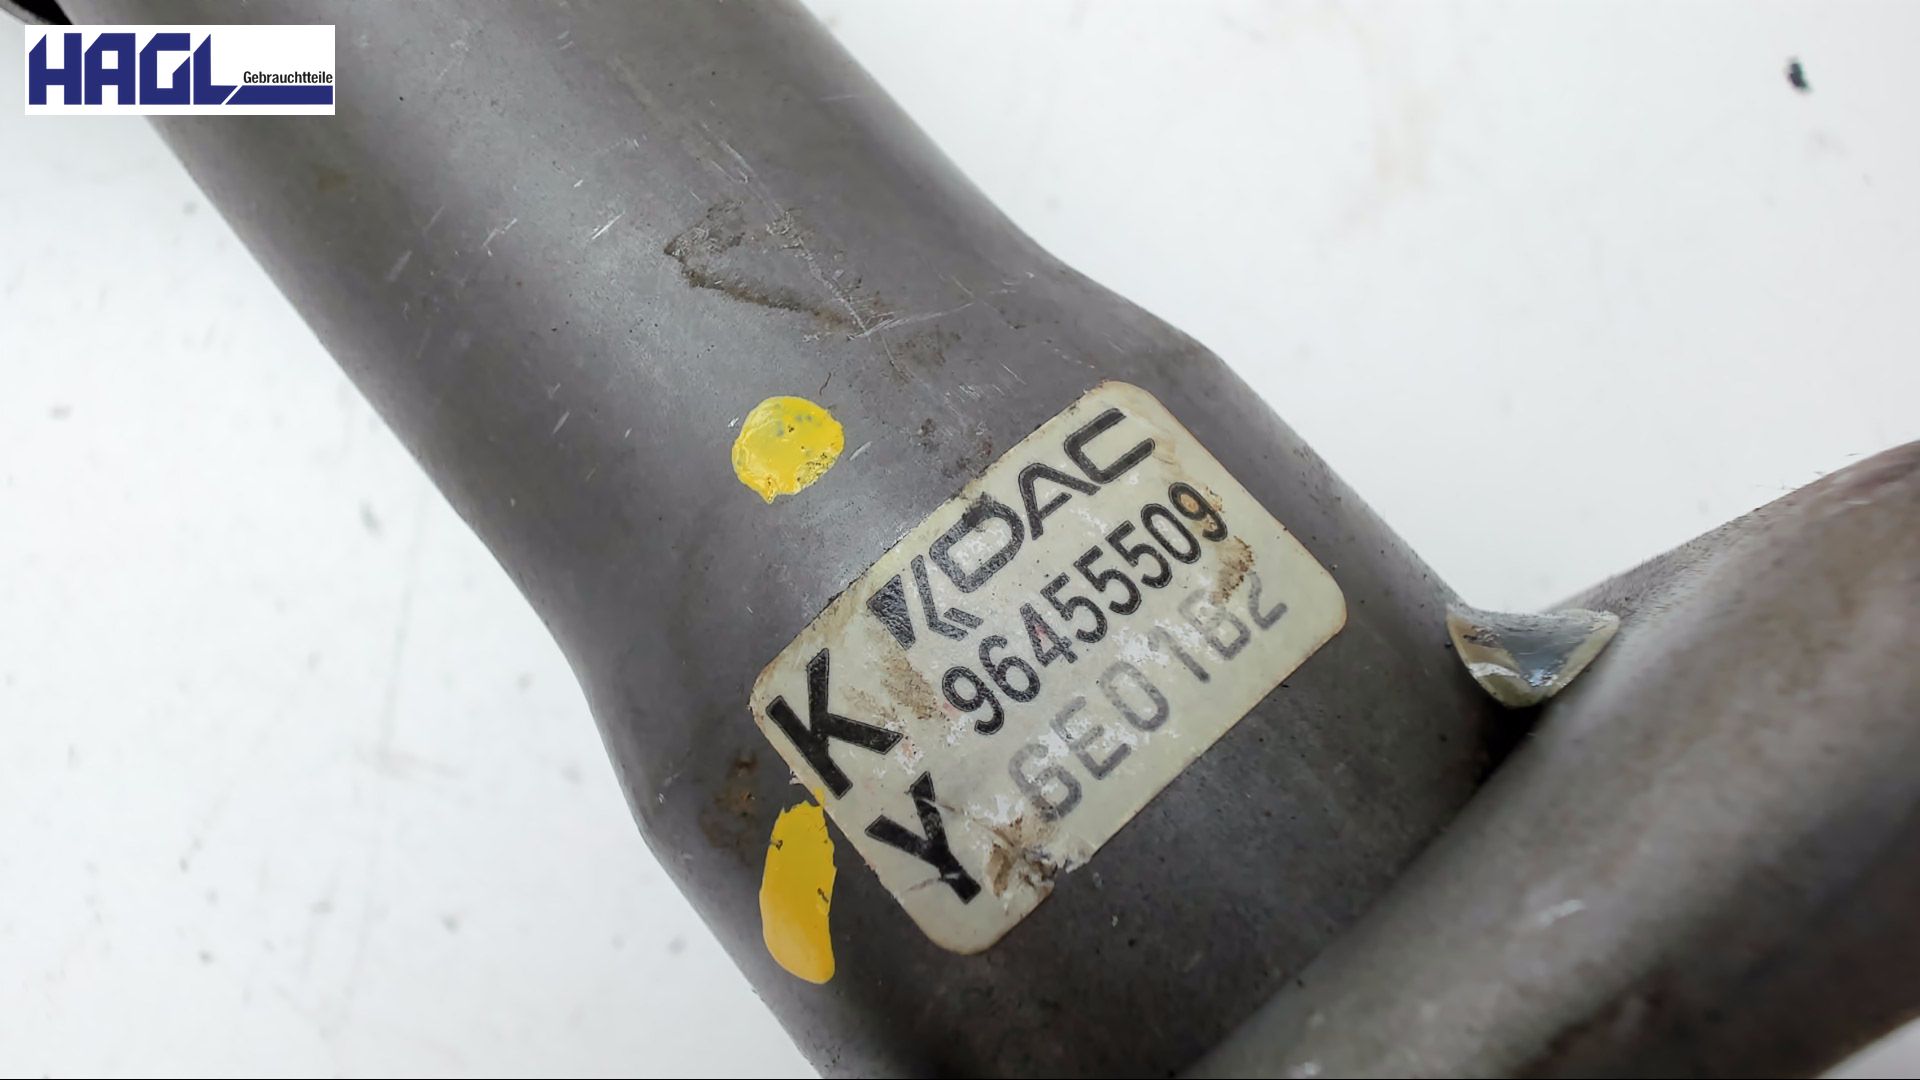 HAGL
Gebrauchtteile
KDAC
K 96455509
Y 6E01B2